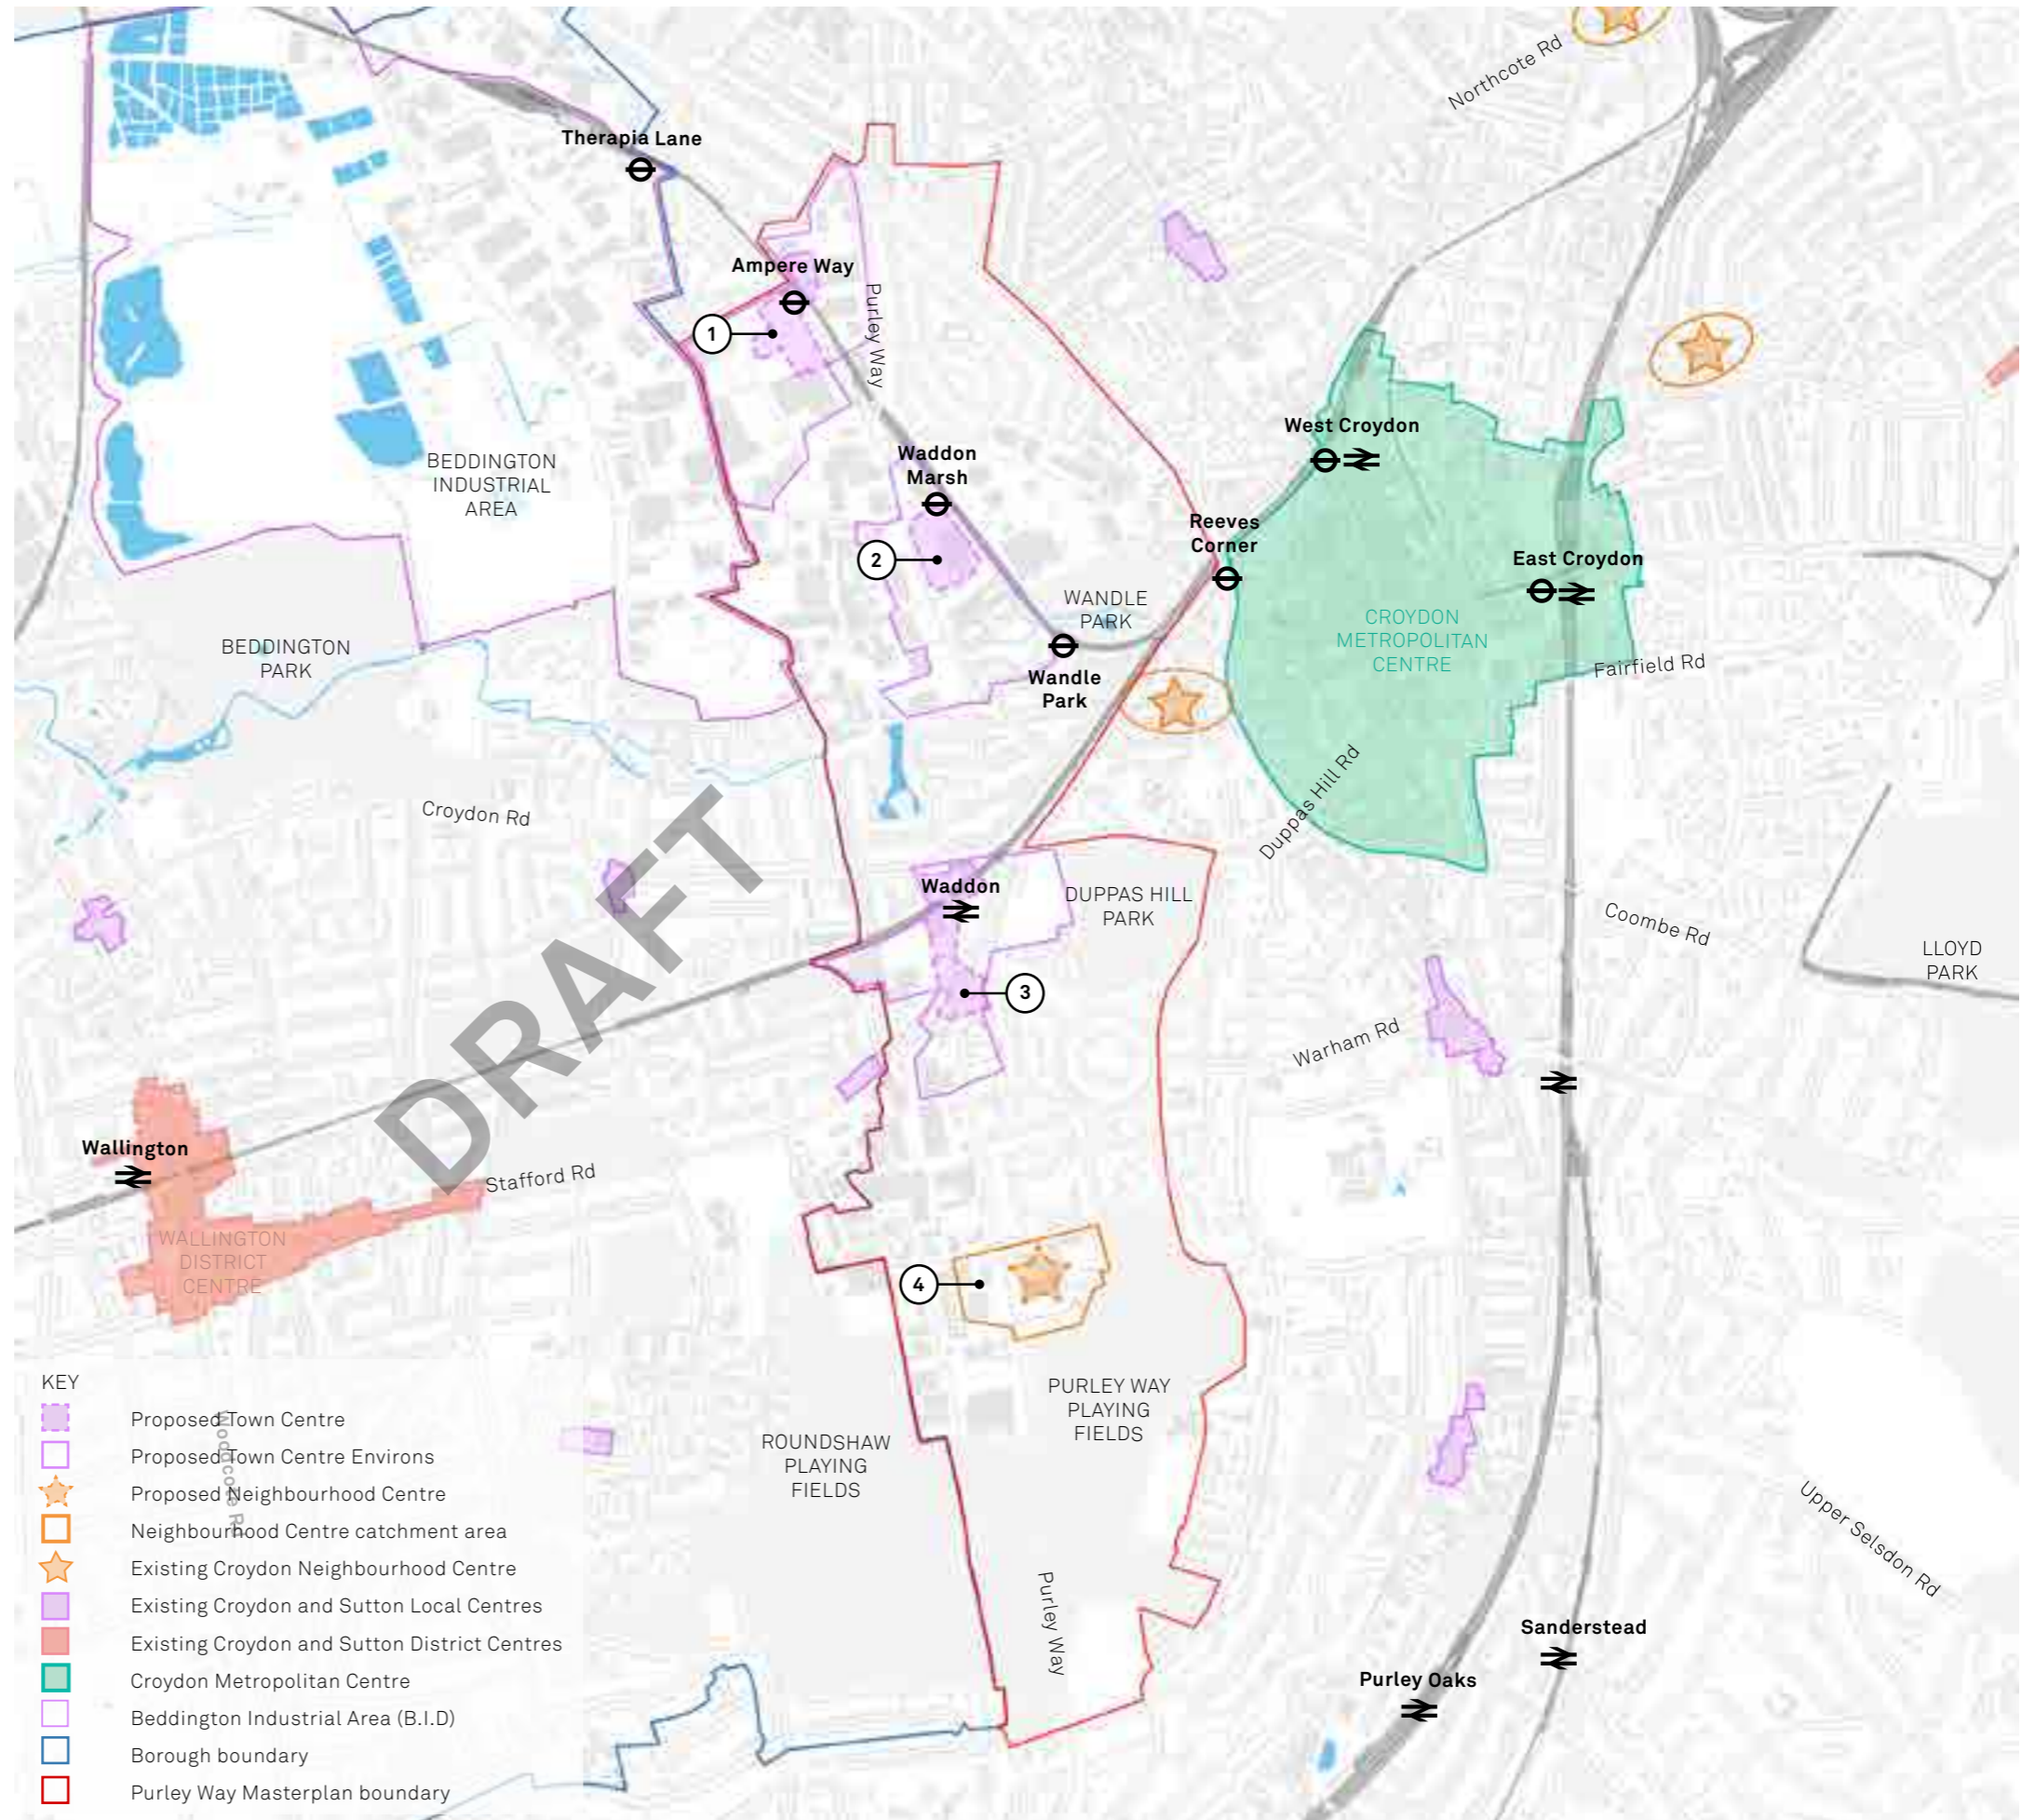 Northcote Rd
Therapia Lane
Ampere Way
Purley Way
1
West Croydon
BEDDINGTON
INDUSTRIAL
AREA
Waddon
Marsh
Reeves
Corner
2
East Croydon
WANDLE
PARK
CROYDON
METROPOLITAN
CENTRE
BEDDINGTON
PARK
Fairfield Rd
Wandle
Park
Croydon Rd
Duppas Hill Rd
DRAFT
Waddon
DUPPAS HILL
PARK
Coombe Rd
LLOYD
PARK
3
Warham Rd
Wallington
Stafford Rd
WALLINGTON
DISTRICT
CENTRE
4
PURLEY WAY
PLAYING
FIELDS
ROUNDSHAW
PLAYING
FIELDS
Purley Way
Upper Selsdon Rd
Sanderstead
Purley Oaks
Woodcote Rd
KEY
Proposed Town Centre
Proposed Town Centre Environs
Proposed Neighbourhood Centre
Neighbourhood Centre catchment area
Existing Croydon Neighbourhood Centre
Existing Croydon and Sutton Local Centres
Existing Croydon and Sutton District Centres
Croydon Metropolitan Centre
Beddington Industrial Area (B.I.D)
Borough boundary
Purley Way Masterplan boundary